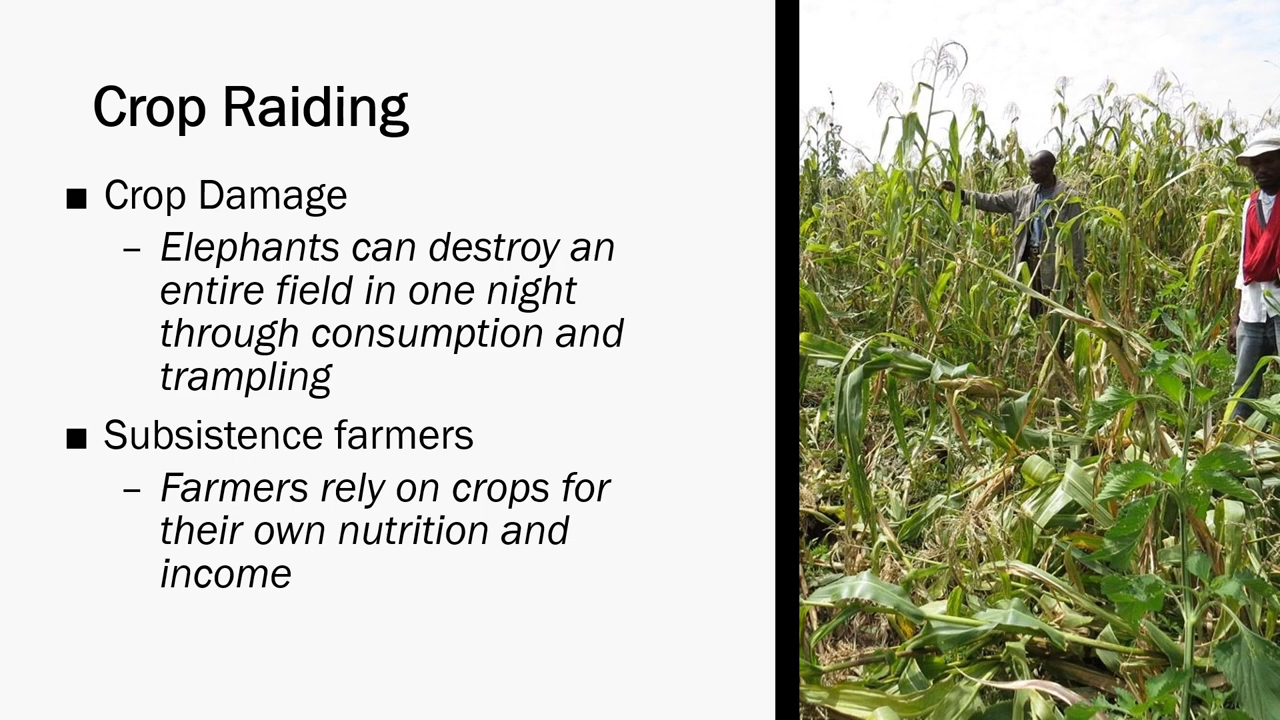 Crop Raiding
■ Crop Damage
– Elephants can destroy an
entire field in one night
through consumption and
trampling
■ Subsistence farmers
– Farmers rely on crops for
their own nutrition and
income